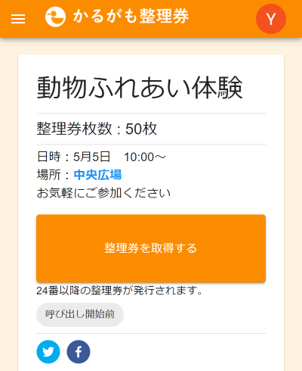 かるがも整理券
Y
動物ふれあい体験
整理券枚数 : 50枚
日時：5月5日　10:00～
場所：中央広場
お気軽にご参加ください
整理券を取得する
24番以降の整理券が発行されます。
呼び出し開始前